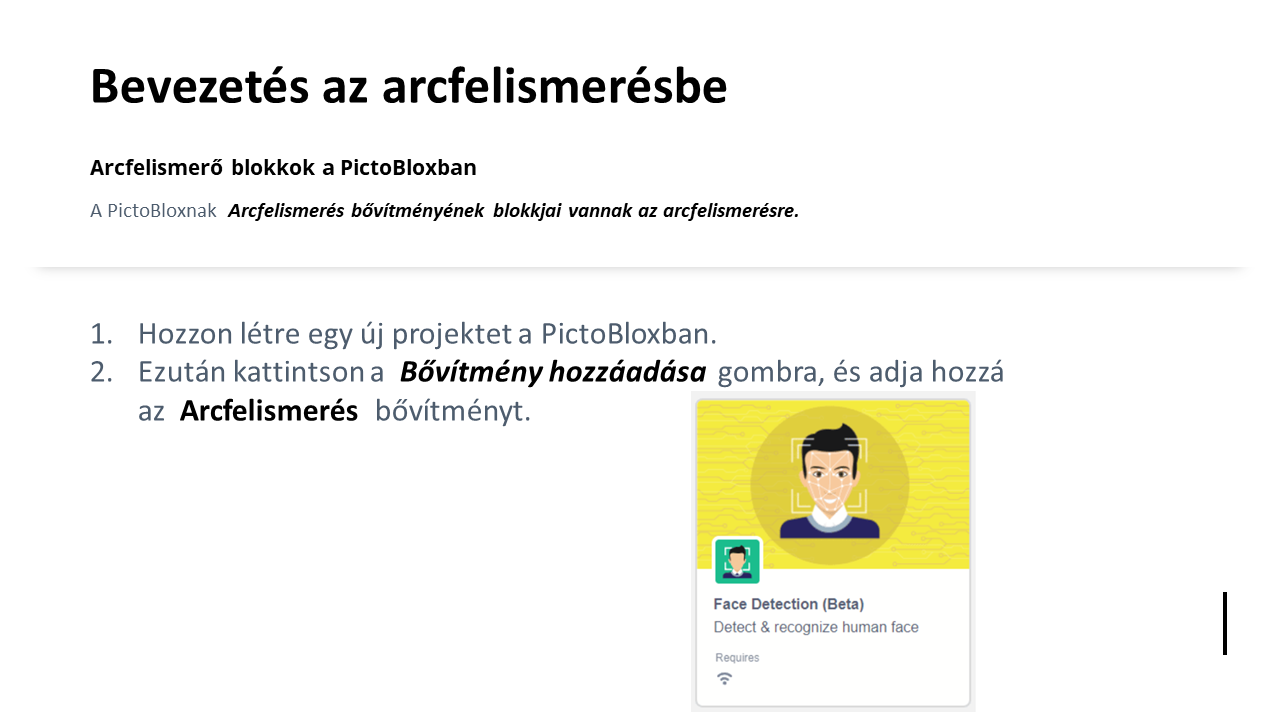 Bevezetés az arcfelismerésbe
Arcfelismerő blokkok a PictoBloxban
A PictoBloxnak Arcfelismerés bővítményének blokkjai vannak az arcfelismerésre.
1. Hozzon létre egy új projektet a PictoBloxban.
2. Ezután kattintson a Bővítmény hozzáadása gombra, és adja hozzá
az Arcfelismerés bővítményt.
Face Detection (Beta)
Detect & recognize human face
Requires